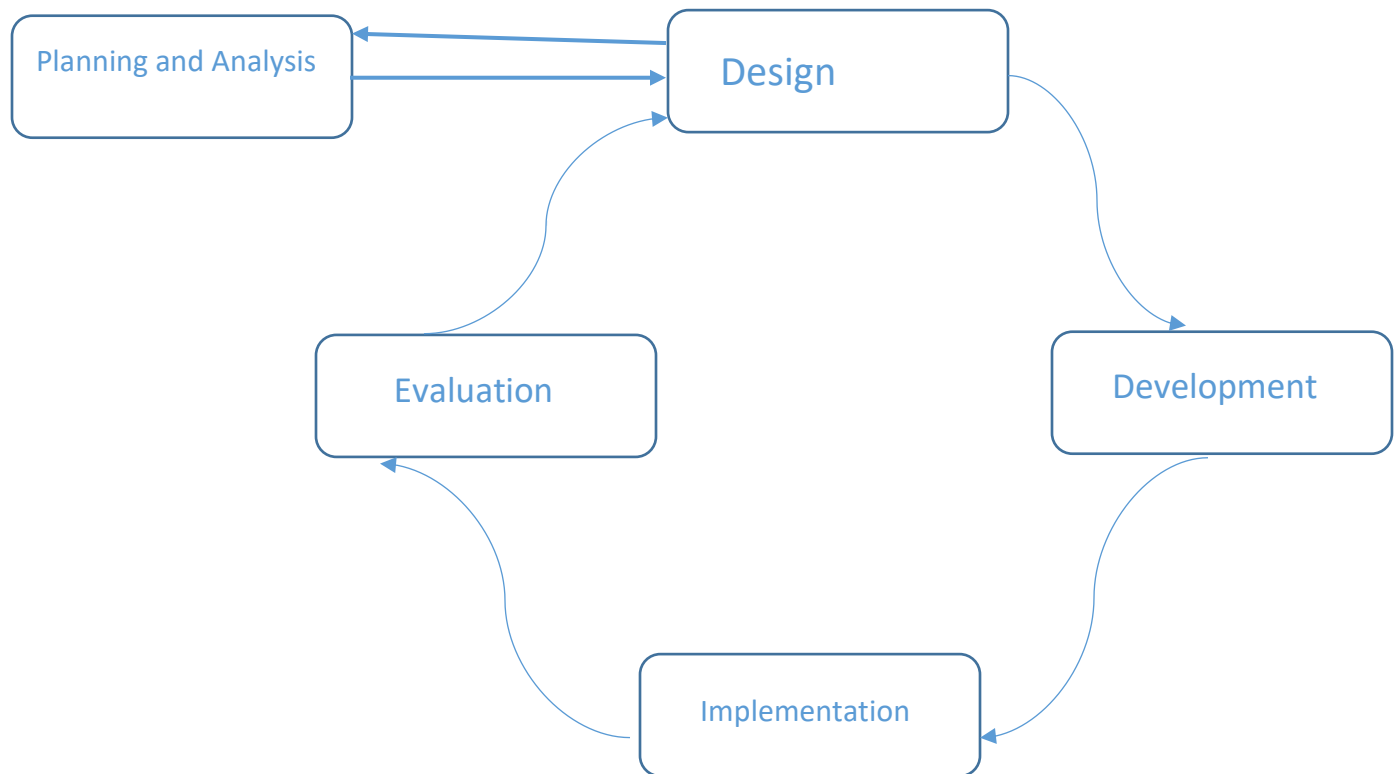 Planning and Analysis
Design
Evaluation
Development
Implementation